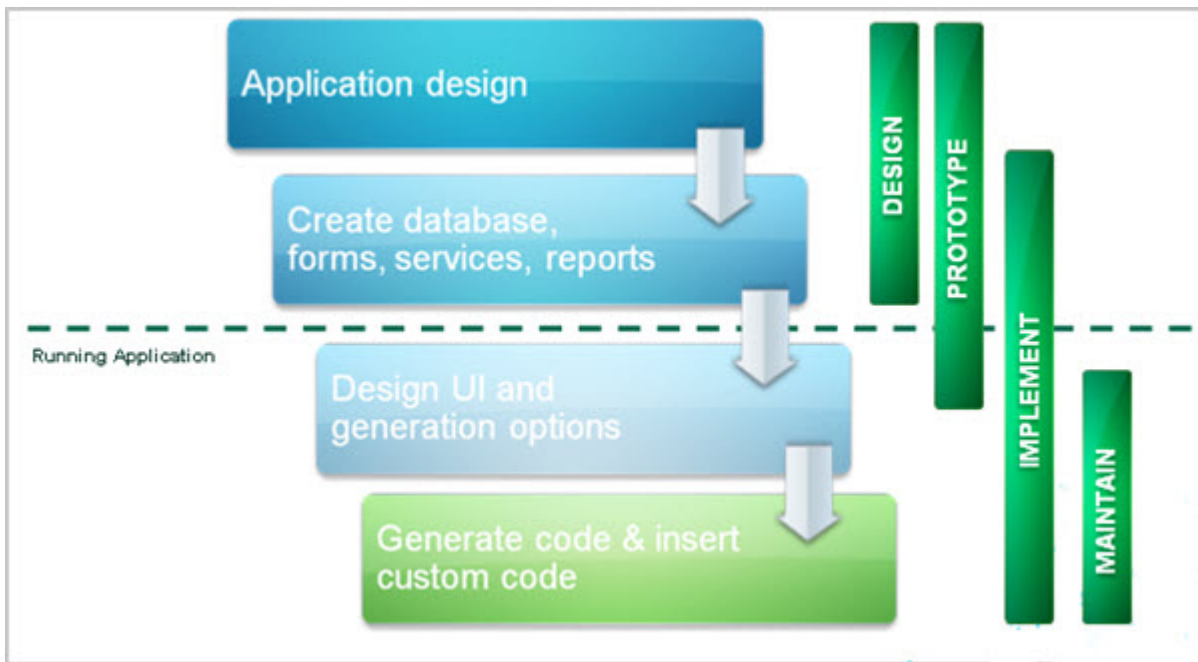 Application design
Create database,
forms, services, reports
Running Application
Design UI and
generation options
Generate code & insert
custom code
DESIGN
PROTOTYPE
IMPLEMENT
MAINTAIN